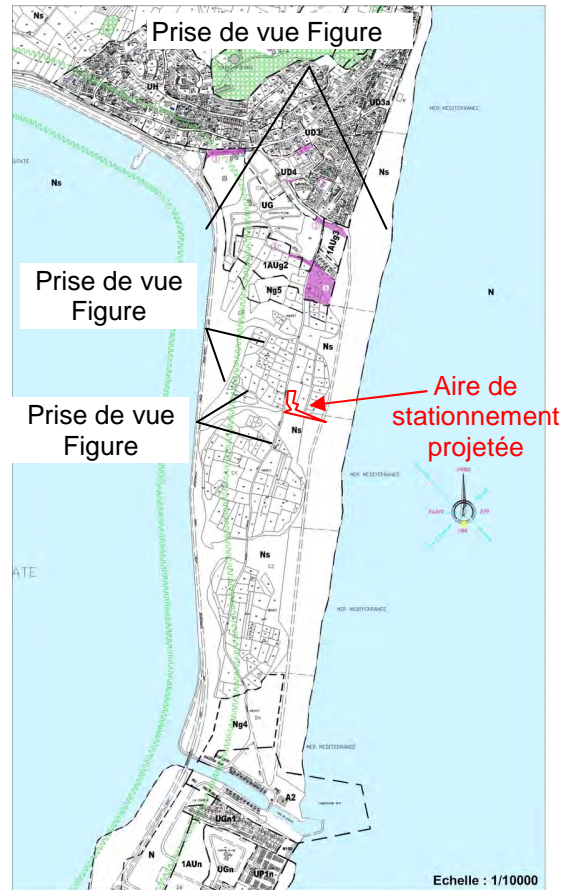 Ns
Prise de vue Figure
UH
UD3a
MER MEDITERRANEE
UD3
Ns
Ns
UD4
UG
1AUg3
1AUg2
Ng5
N
Prise de vue
Figure
Ns
Aire de
stationnement
projetée
Prise de vue
Figure
Ns
MER MEDITERRANEE
ATE
Ns
MER MEDITERRANEE
Ng4
MER MEDITERRANEE
A2
UGn1
N
1AUn
UGn
UP1n
Echelle : 1/10000